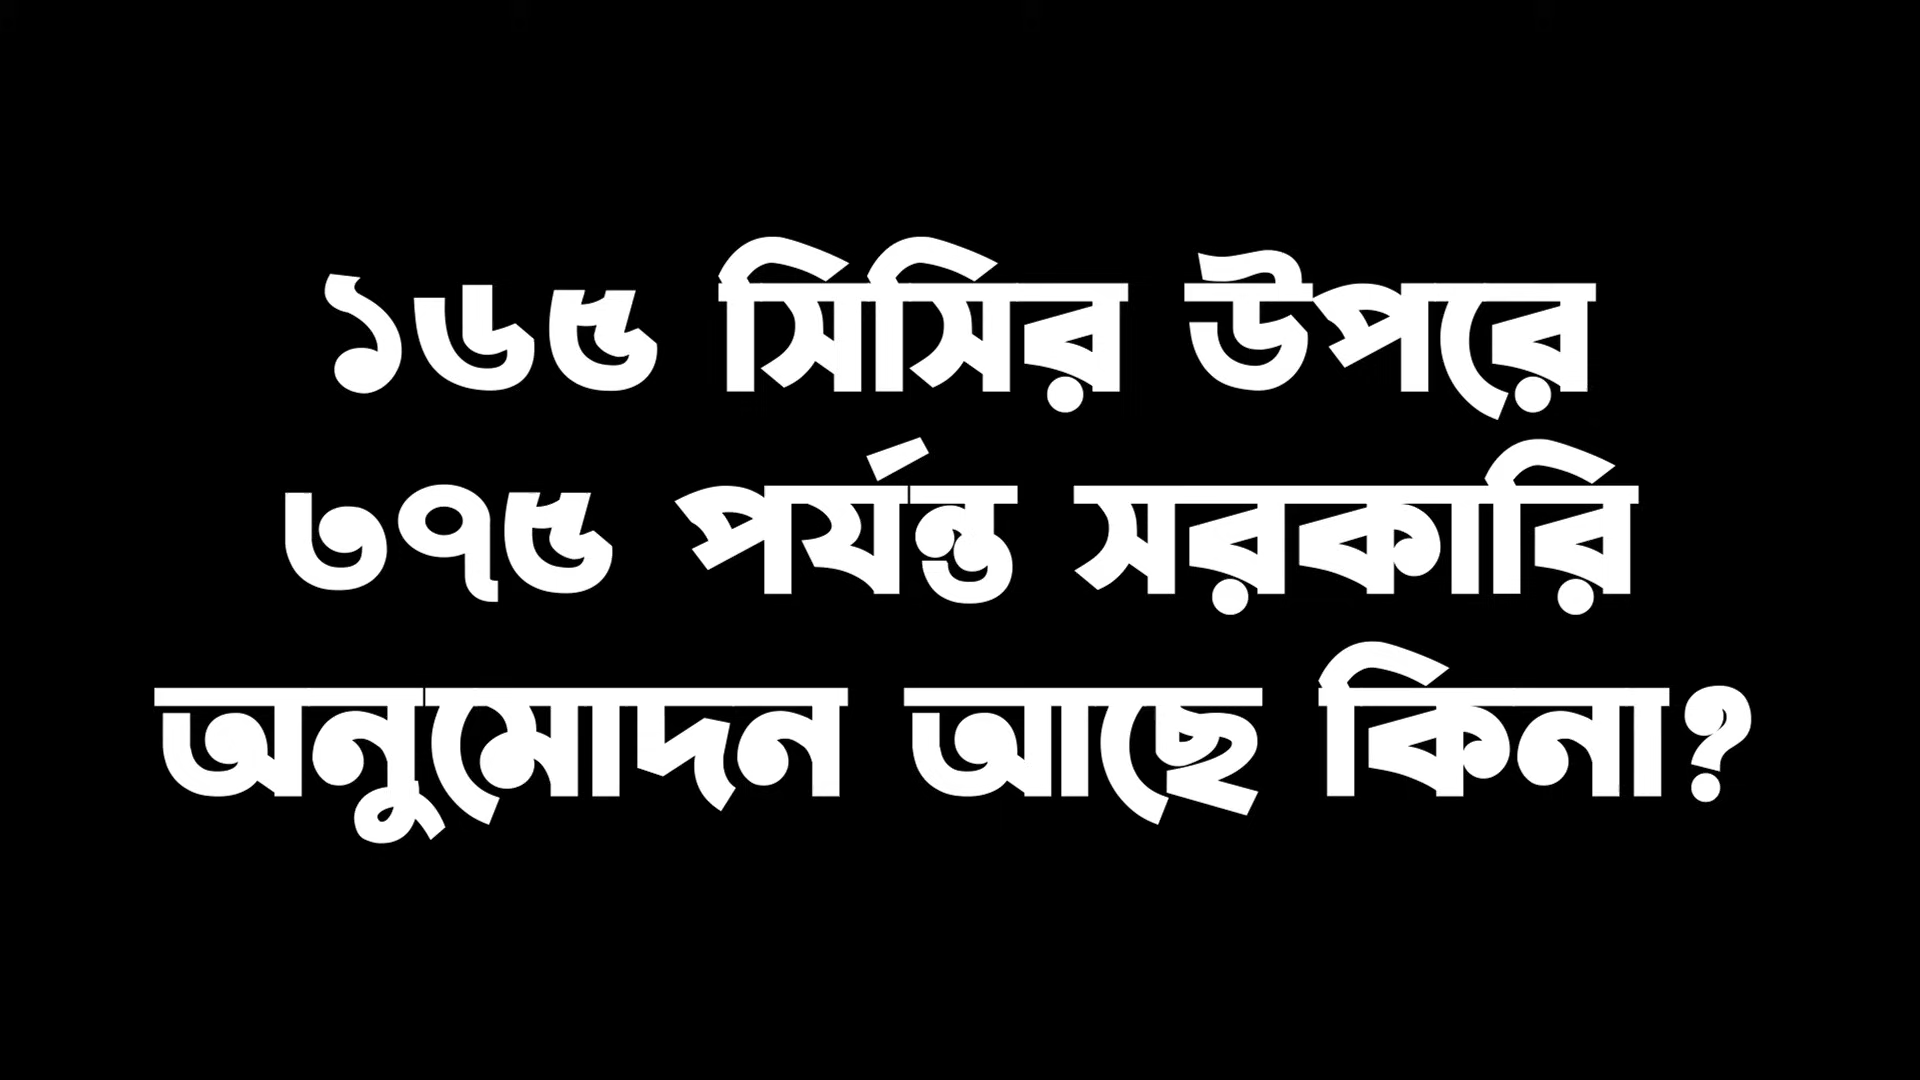 ১৬৫ সিসির উপরে
৩৭৫ পর্যন্ত সরকারি
অনুমোদন আছে কিনা?